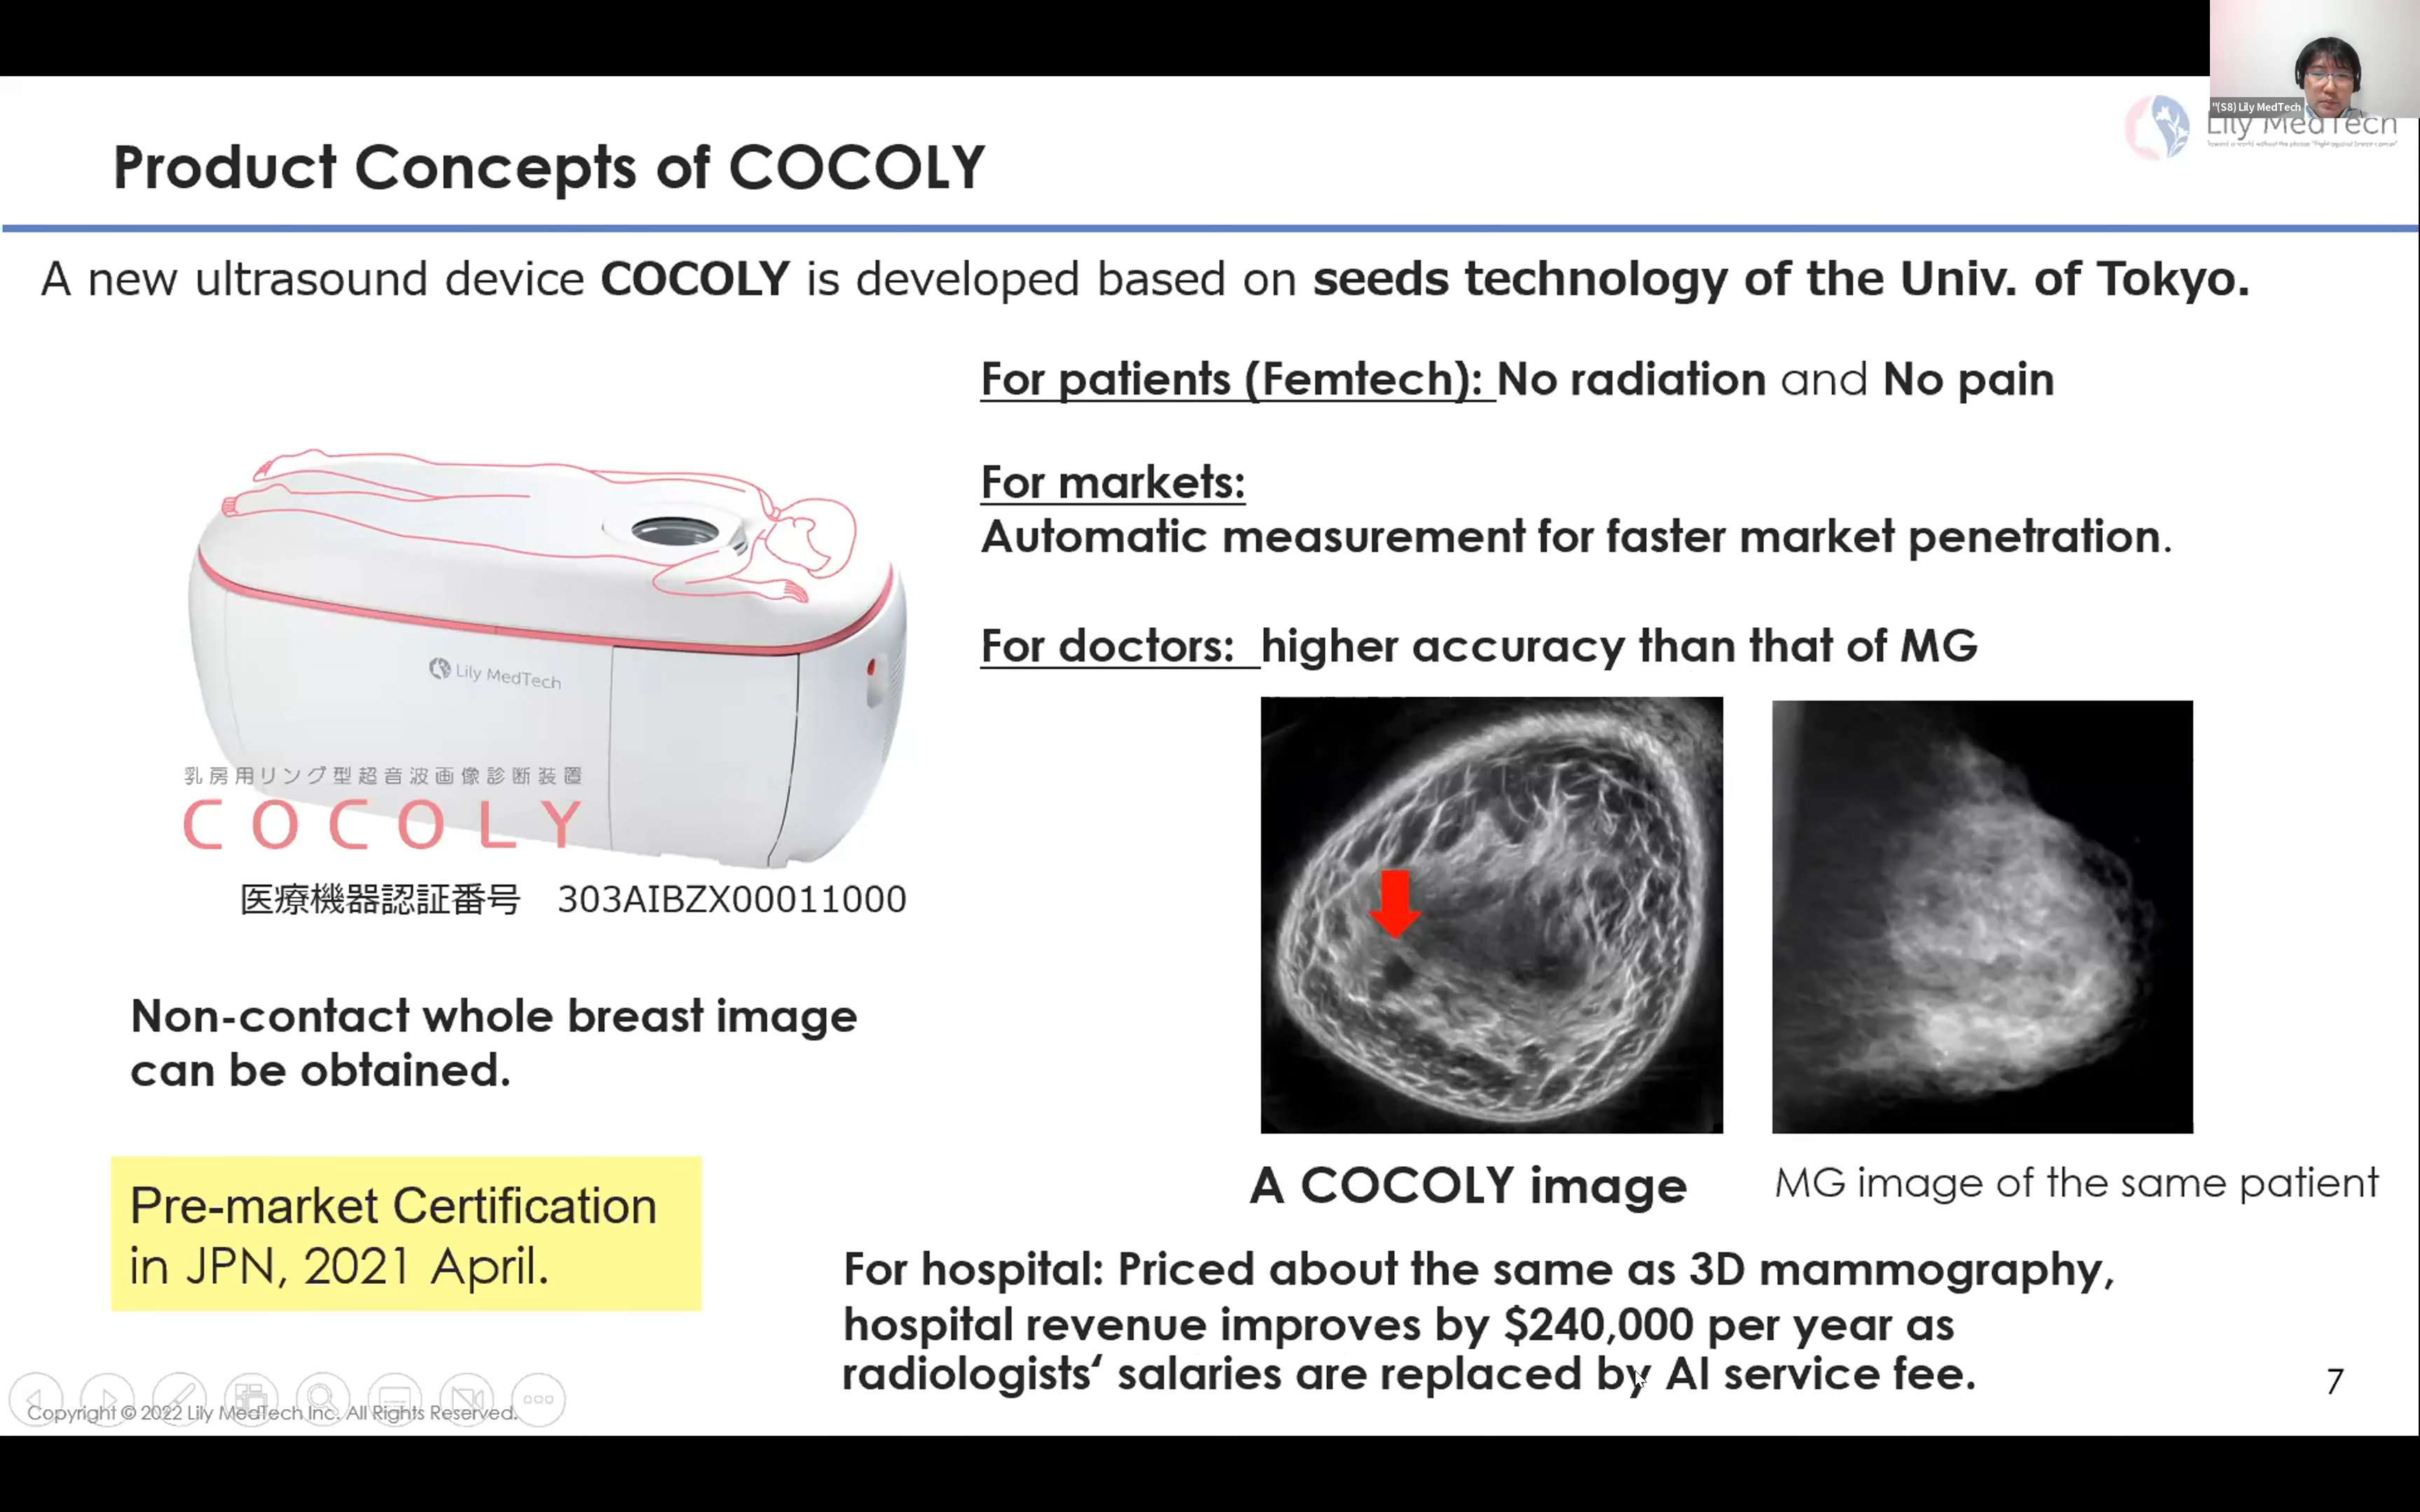 "(S8) Lily MedTech
Lily MedTech
Product Concepts of COCOLY
A new ultrasound device COCOLY is developed based on seeds technology of the Univ. of Tokyo.
For patients (Femtech): No radiation and No pain
For markets:
Automatic measurement for faster market penetration.
For doctors: higher accuracy than that of MG
Lily MedTech
乳房用リング型超音波画像診断装置
COCOLY
医療機器認証番号 303AIBZX00011000
Non-contact whole breast image
can be obtained.
Pre-market Certification
in JPN, 2021 April.
A COCOLY image
MG image of the same patient
For hospital: Priced about the same as 3D mammography,
hospital revenue improves by $240,000 per year as
radiologists‘ salaries are replaced by AI service fee.
7
Copyright © 2022 Lily MedTech Inc. All Rights Reserved.